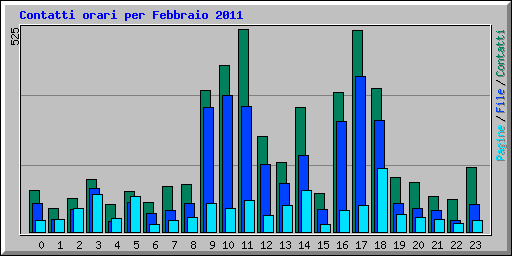 Contatti orari per Febbraio 2011
525
Pagine / File / Contatti
0 1 2 3 4 5 6 7 8 9 10 11 12 13 14 15 16 17 18 19 20 21 22 23